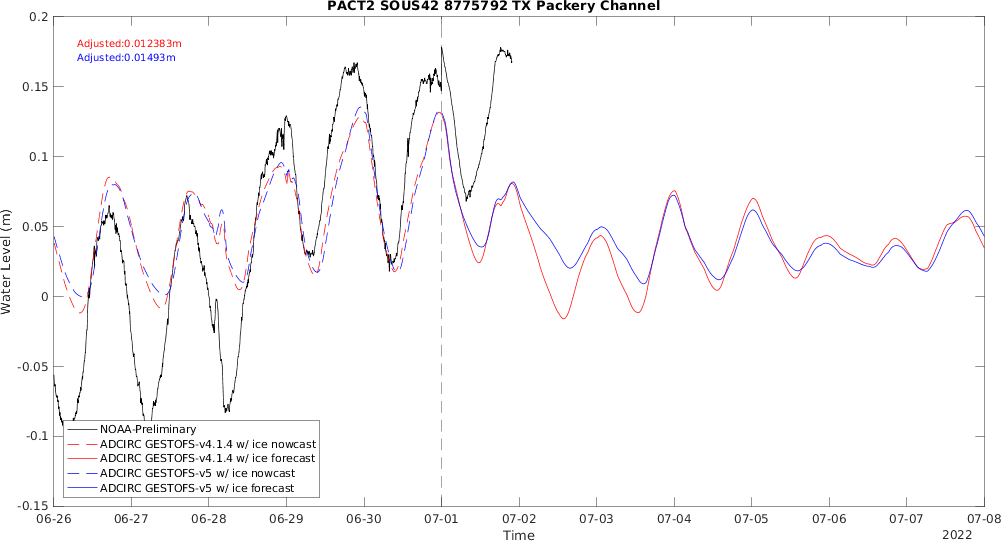 PACT2 SOUS42 8775792 TX Packery Channel
0.2
Adjusted:0.012383m
Adjusted:0.01493m
0.15
0.1
0.05
0
-0.05
-0.1
-0.15
Water Level (m)
NOAA-Preliminary
ADCIRC GESTOFS-v4.1.4 w/ ice nowcast
ADCIRC GESTOFS-v4.1.4 w/ ice forecast
ADCIRC GESTOFS-v5 w/ ice nowcast
ADCIRC GESTOFS-v5 w/ ice forecast
06-26 06-27 06-28 06-29 06-30 07-01 07-02 07-03 07-04 07-05 07-06 07-07 07-08
Time
2022